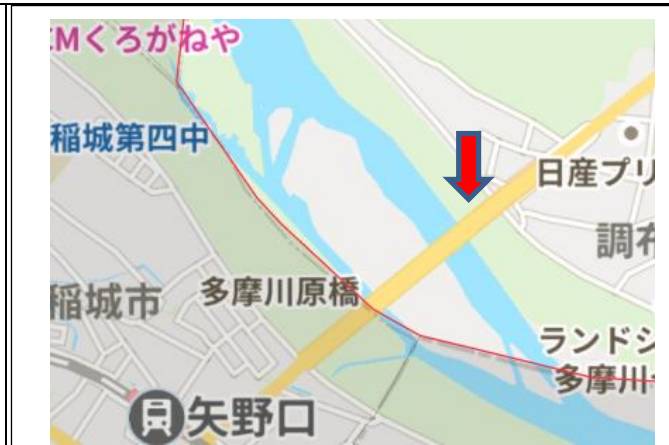 Mくろがねや
稲城第四中
日産プリ
調布
稲城市
多摩川原橋
ランドシ
多摩川
矢野口